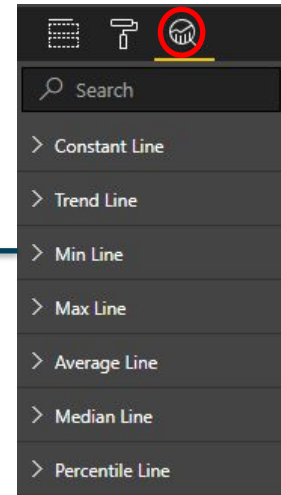 Search
Constant Line
Trend Line
Min Line
Max Line
Average Line
Median Line
Percentile Line